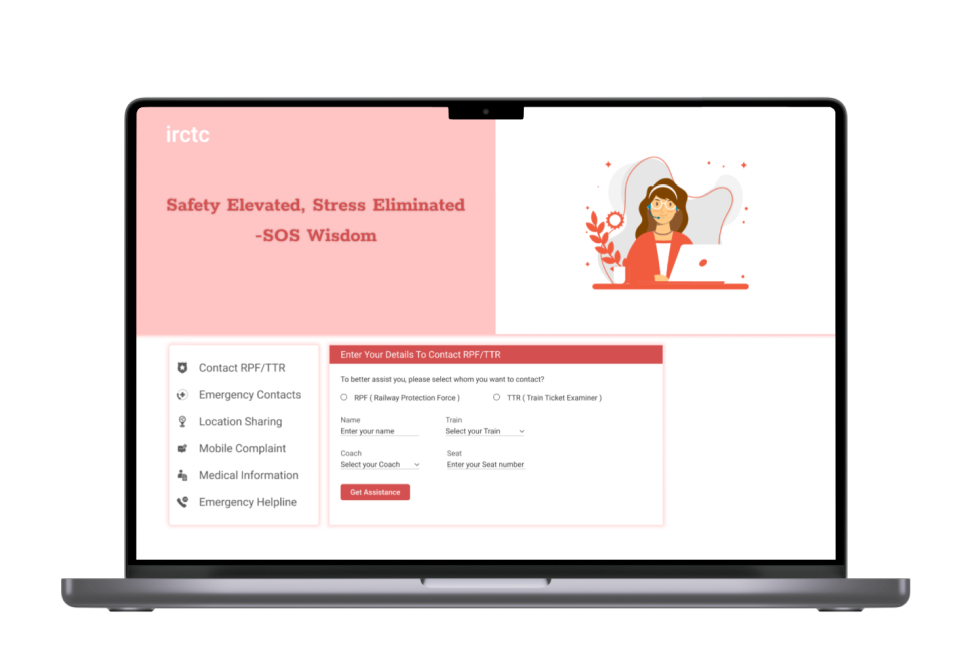 irctc
Safety Elevated, Stress Eliminated
-SOS Wisdom
Contact RPF/TTR
Emergency Contacts
Location Sharing
Mobile Complaint
Medical Information
Emergency Helpline
Enter Your Details To Contact RPF/TTR
To better assist you, please select whom you want to contact?
RPF ( Railway Protection Force ) TTR ( Train Ticket Examiner )
Name Train
Enter your name Select your Train
Coach Seat
Select your Coach Enter your Seat number
Get Assistance